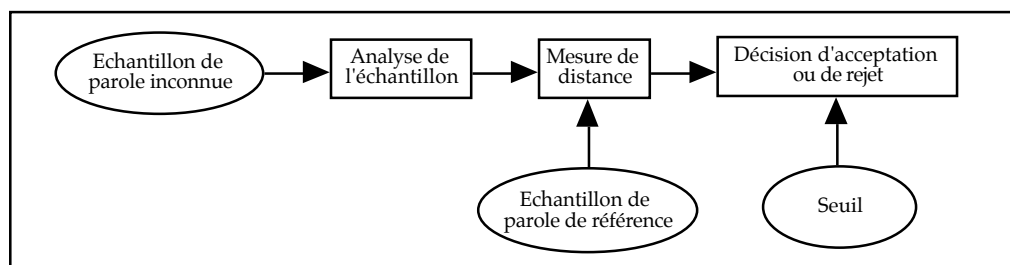 Echantillon de
parole inconnue
Analyse de
l'échantillon
Mesure de
distance
Décision d'acceptation
ou de rejet
Echantillon de
parole de référence
Seuil